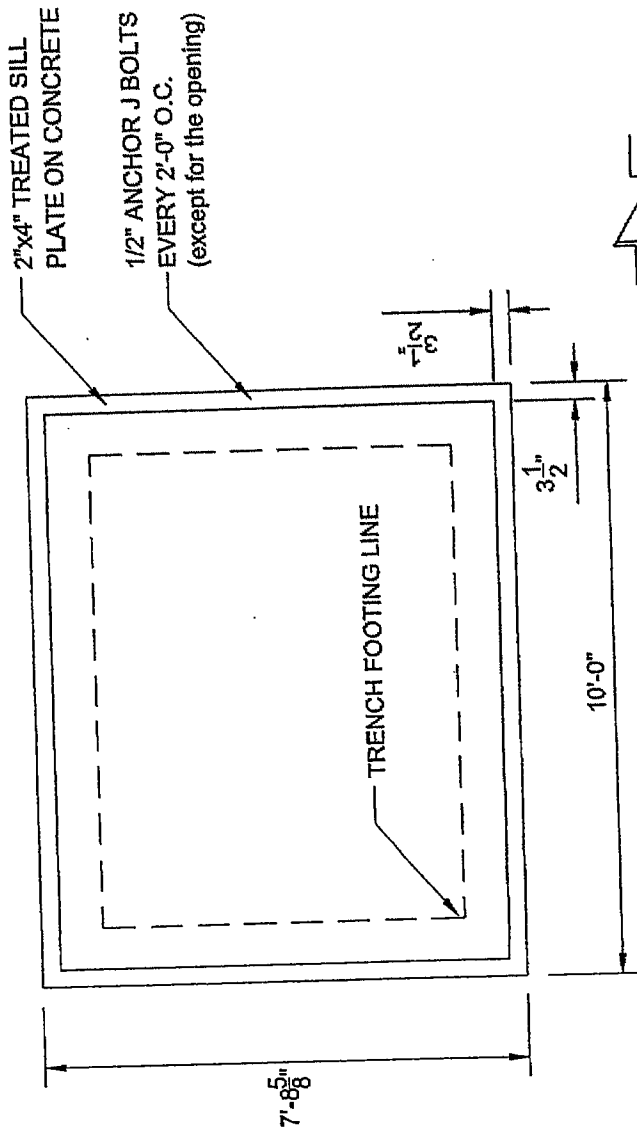 2"x4" TREATED SILL
PLATE ON CONCRETE
1/2" ANCHOR J BOLTS
EVERY 2'-0" O.C.
(except for the opening)
3 1/2"
3 1/2"
TRENCH FOOTING LINE
10'-0"
7'-8 5/8"